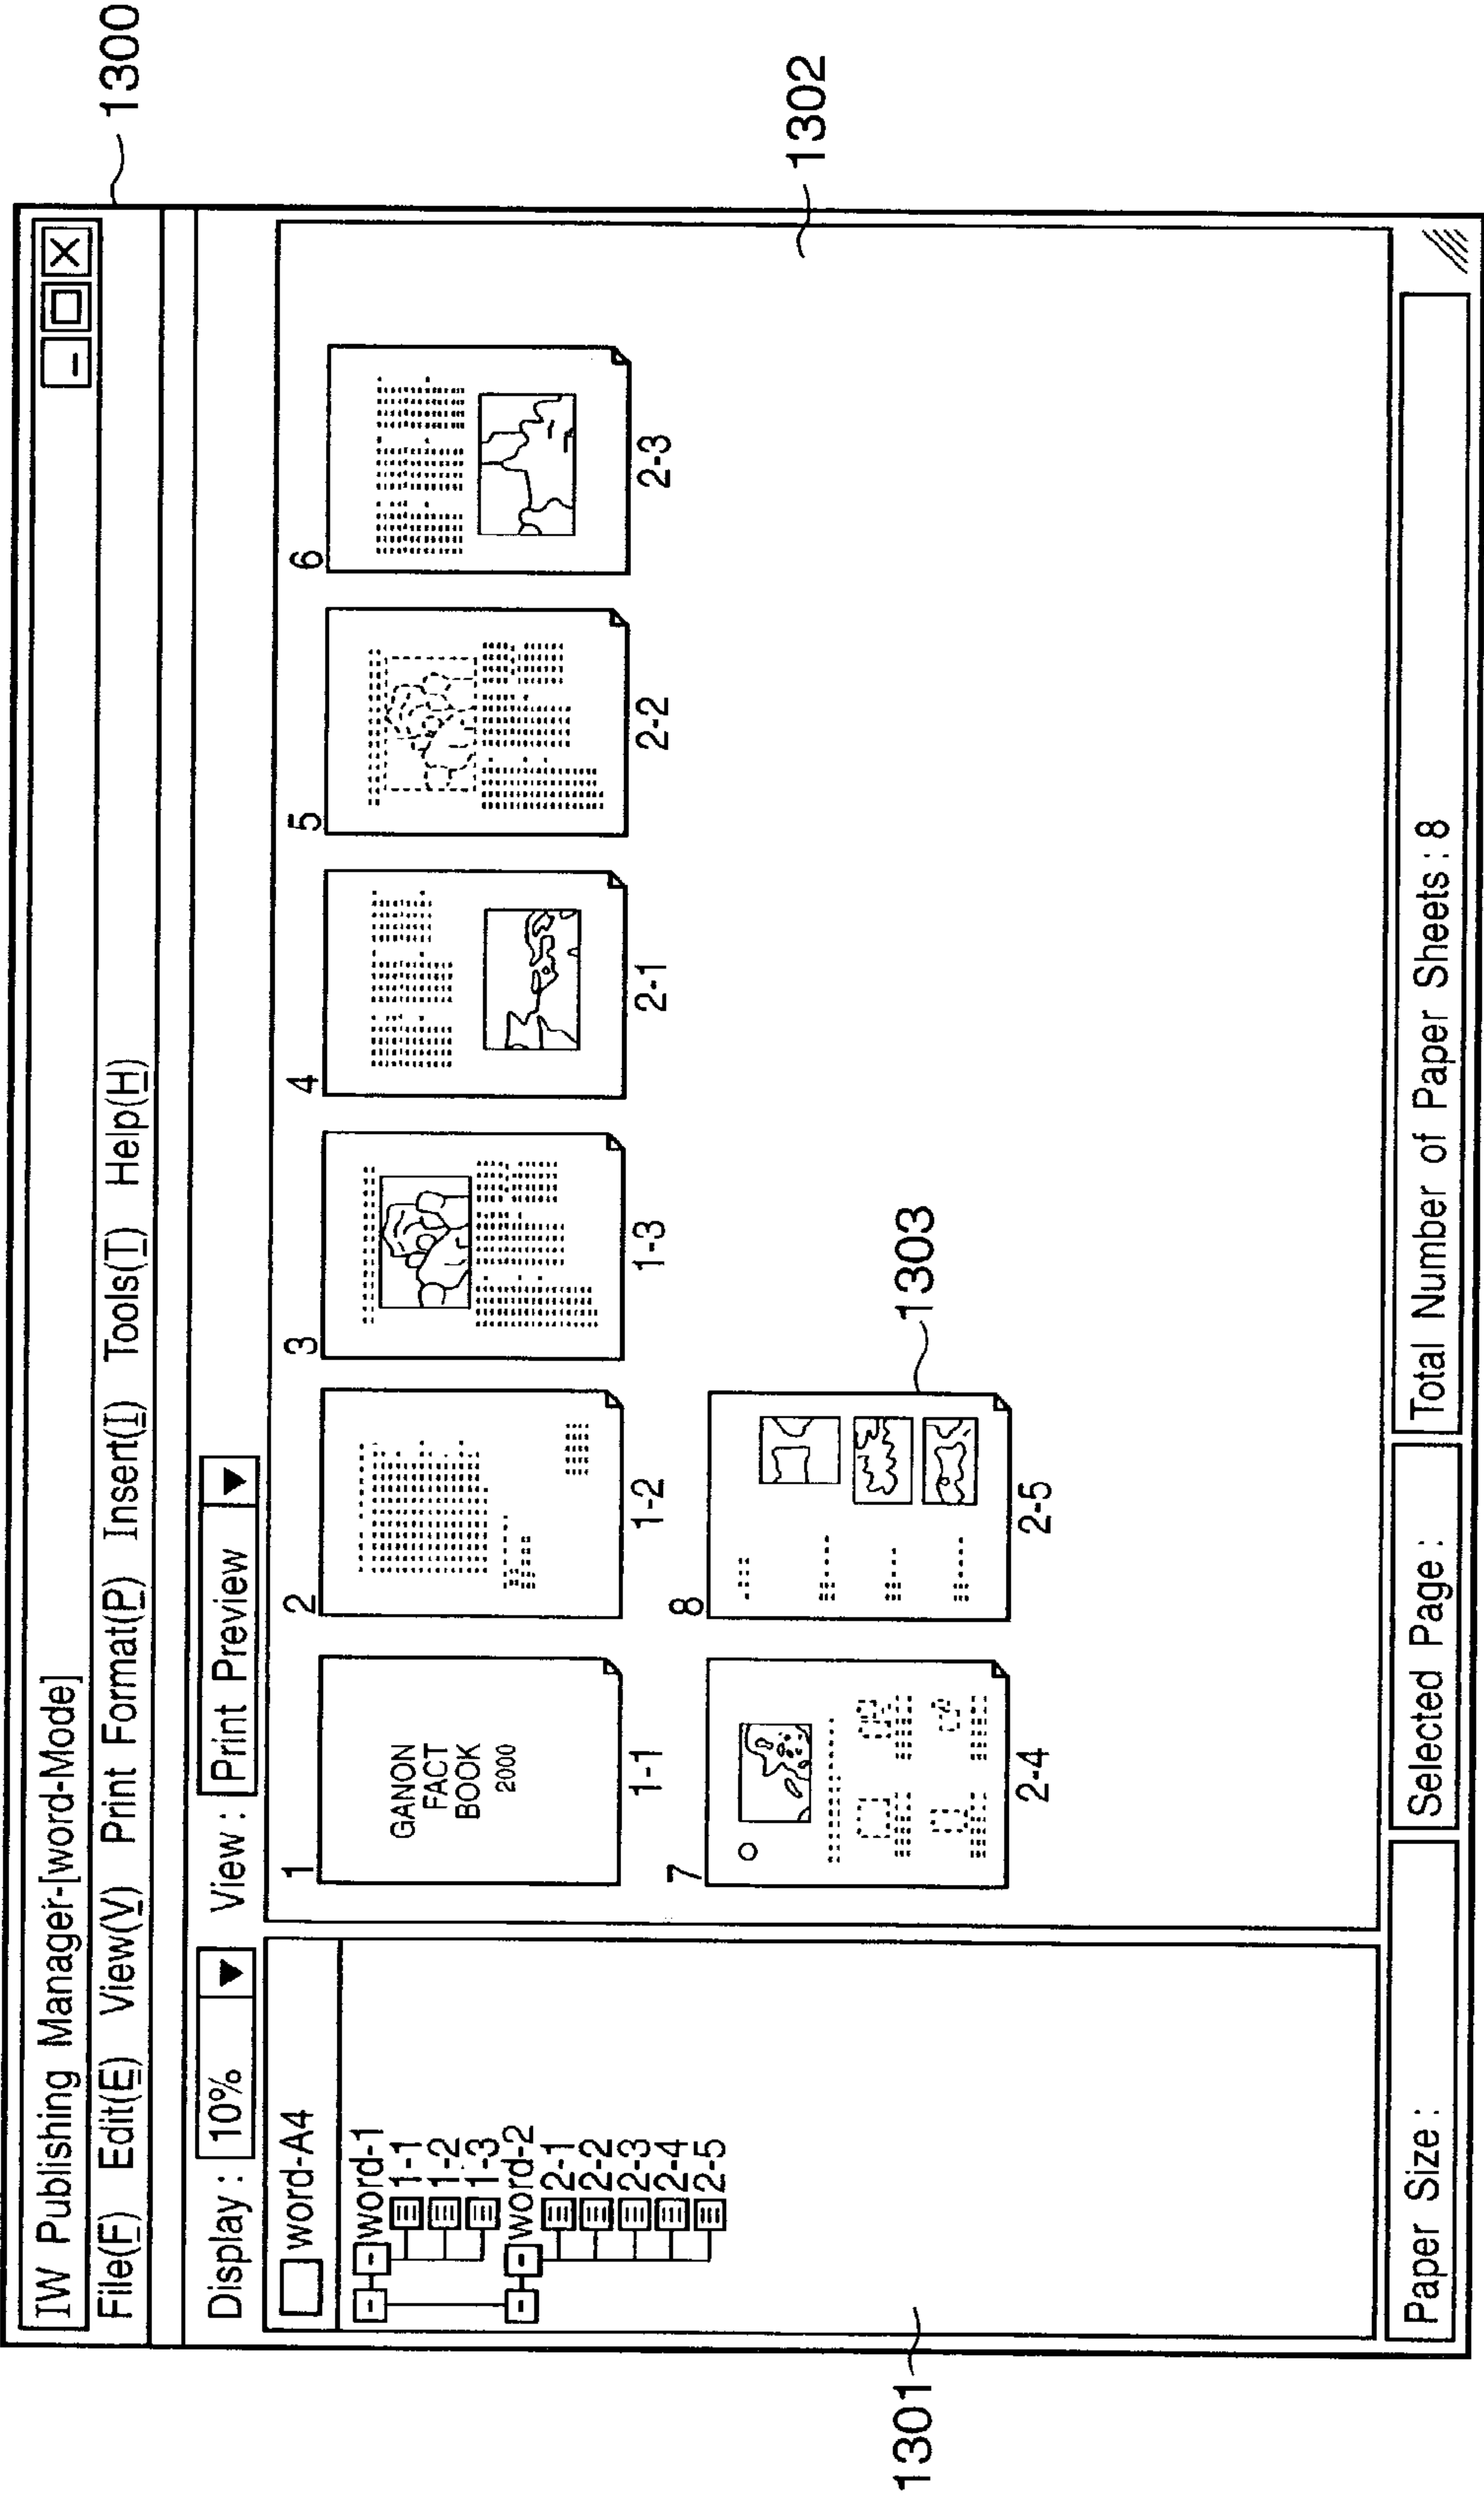 1300
IW Publishing Manager-[word-Mode]
File(F) Edit(E) View(V) Print Format(P) Insert(I) Tools(T) Help(H)
Display : 10% View : Print Preview
word-A4
word-1
1-1
1-2
1-3
word-2
2-1
2-2
2-3
2-4
2-5
1301
1 2 3 4 5 6
GANON
FACT
BOOK
2000
1-1 1-2 1-3 2-1 2-2 2-3
1302
7 8
2-4 2-5
1303
Paper Size : Selected Page : Total Number of Paper Sheets : 8